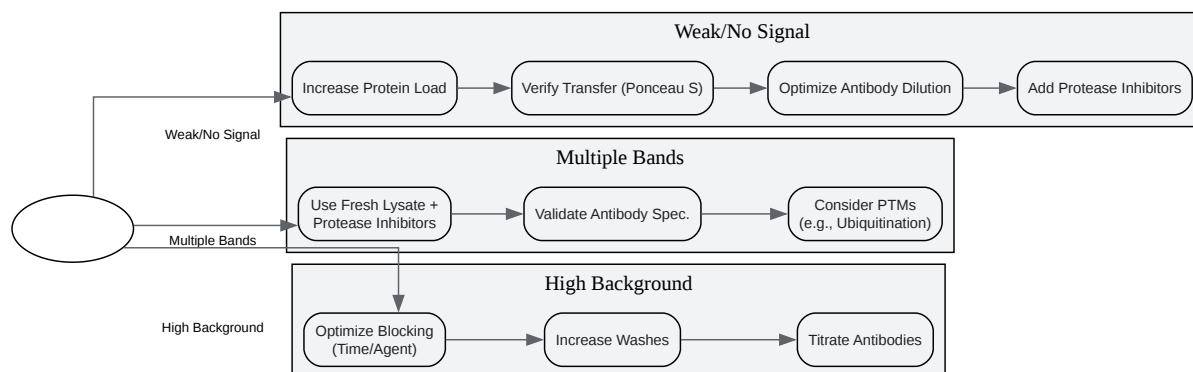 Weak/No Signal
Increase Protein Load
Verify Transfer (Ponceau S)
Optimize Antibody Dilution
Add Protease Inhibitors
Weak/No Signal
Multiple Bands
Use Fresh Lysate +
Protease Inhibitors
Validate Antibody Spec.
Consider PTMs
(e.g., Ubiquitination)
Multiple Bands
High Background
High Background
Optimize Blocking
(Time/Agent)
Increase Washes
Titrate Antibodies